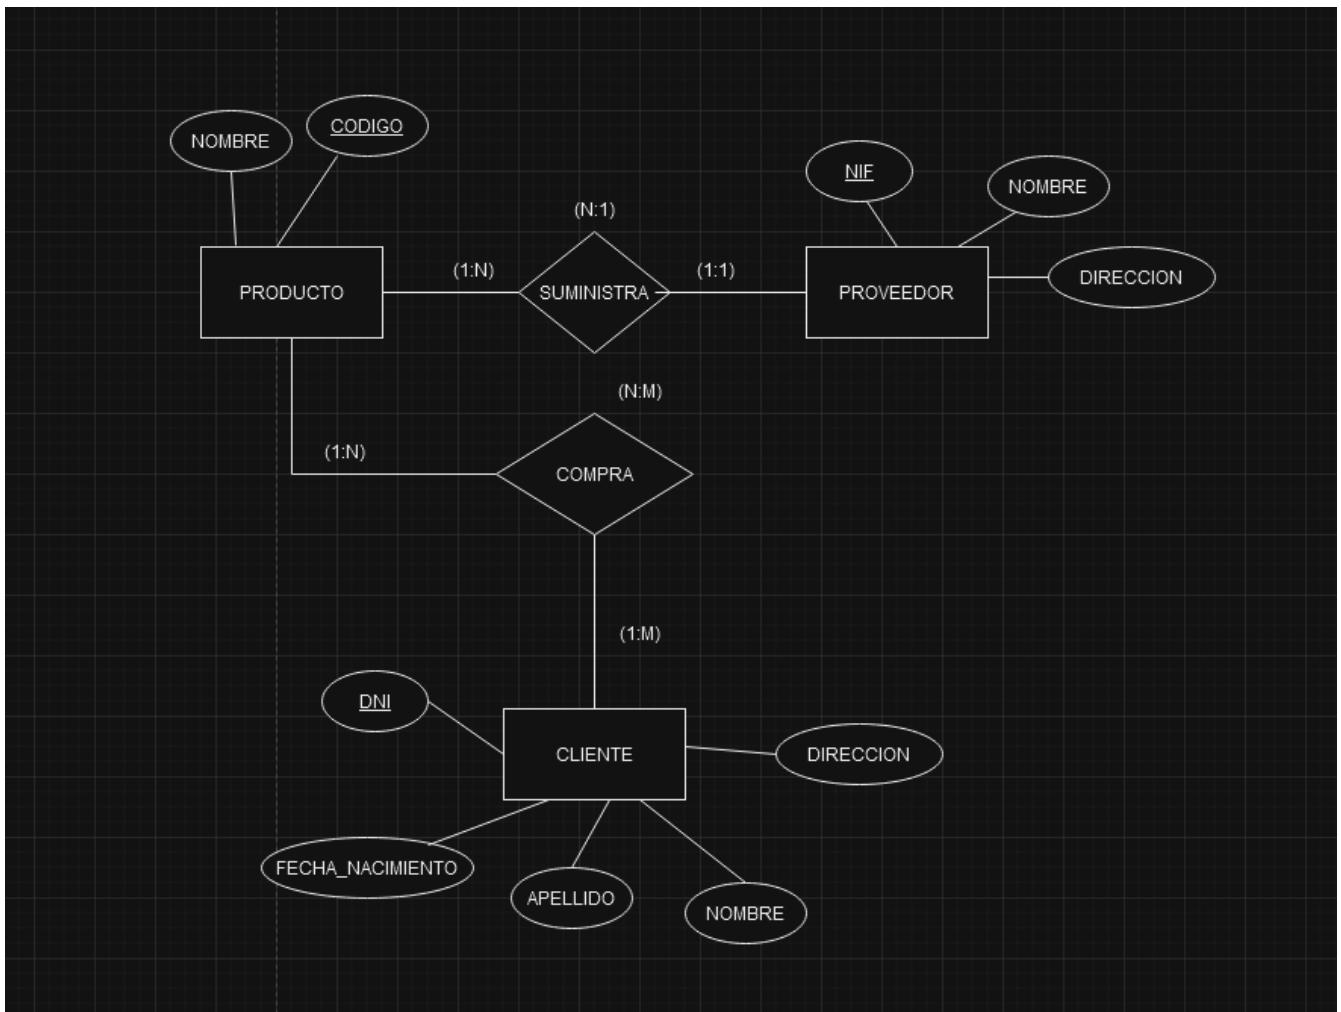 CODIGO
NOMBRE
NIF
NOMBRE
(N:1)
(1:N)
(1:1)
DIRECCION
PRODUCTO
SUMINISTRA
PROVEEDOR
(N:M)
(1:N)
COMPRA
(1:M)
DNI
CLIENTE
DIRECCION
FECHA_NACIMIENTO
APELLIDO
NOMBRE